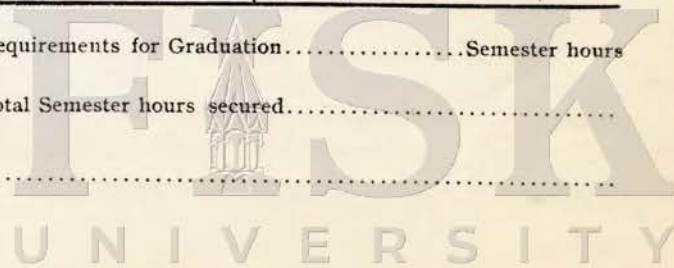 equirements for Graduation................Semester hours
otal Semester hours secured..............................
..........................................................
FISK
UNIVERSITY